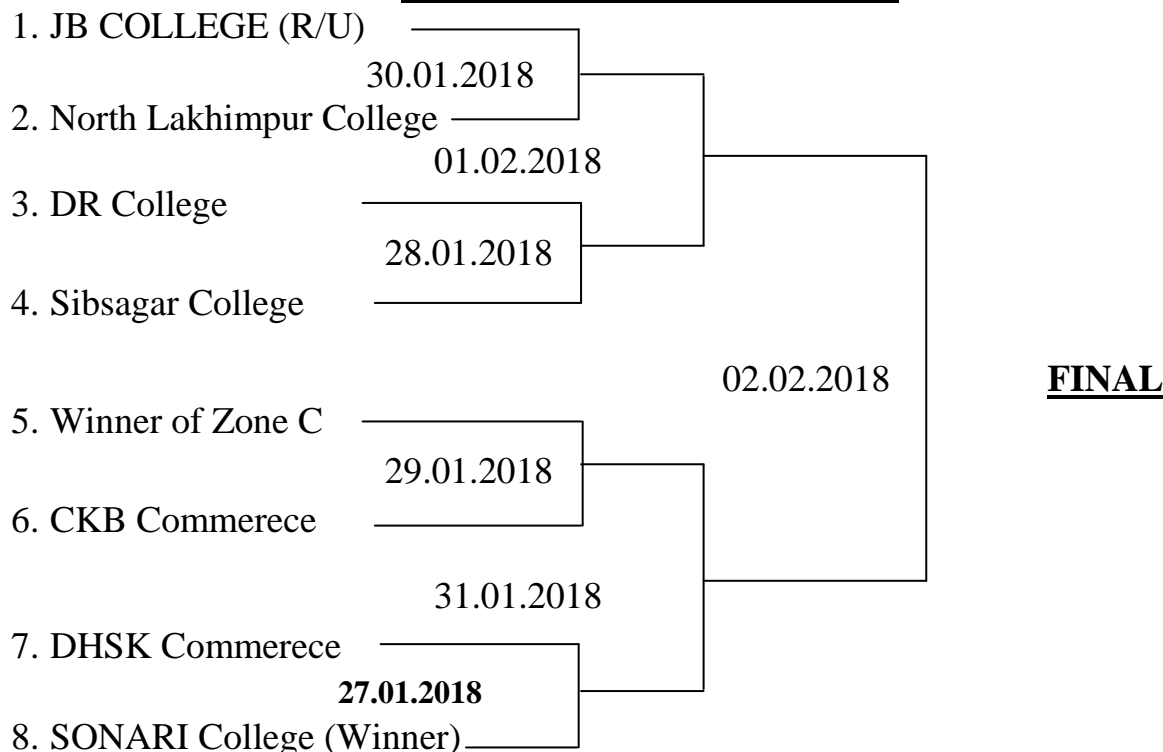 1. JB COLLEGE (R/U)
30.01.2018
2. North Lakhimpur College
01.02.2018
3. DR College
28.01.2018
4. Sibsagar College
02.02.2018 FINAL
5. Winner of Zone C
29.01.2018
6. CKB Commerece
31.01.2018
7. DHSK Commerece
27.01.2018
8. SONARI College (Winner)